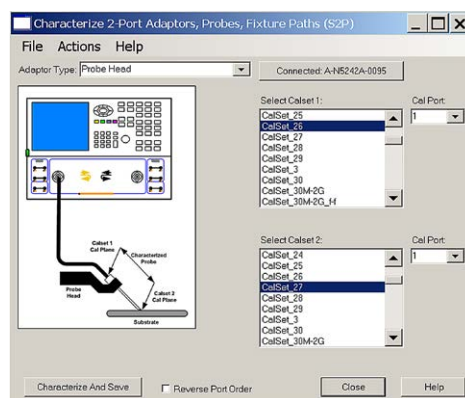 Characterize 2-Port Adaptors, Probes, Fixture Paths (S2P)
File Actions Help
Adaptor Type: Probe Head
Connected: A-N5242A-0095
Select Calset 1:
Cal Port:
CalSet_25
1
CalSet_26
CalSet_27
CalSet_28
CalSet_29
CalSet_3
CalSet_30
CalSet_30M-2G
CalSet_30M-2G_f-f
Calset 1
Cal Plane
Characterized
Probe
Probe
Head
Calset 2
Cal Plane
Substrate
Select Calset 2:
Cal Port:
CalSet_24
1
CalSet_25
CalSet_26
CalSet_27
CalSet_28
CalSet_29
CalSet_3
CalSet_30
CalSet_30M-2G
Characterize And Save
Reverse Port Order
Close
Help